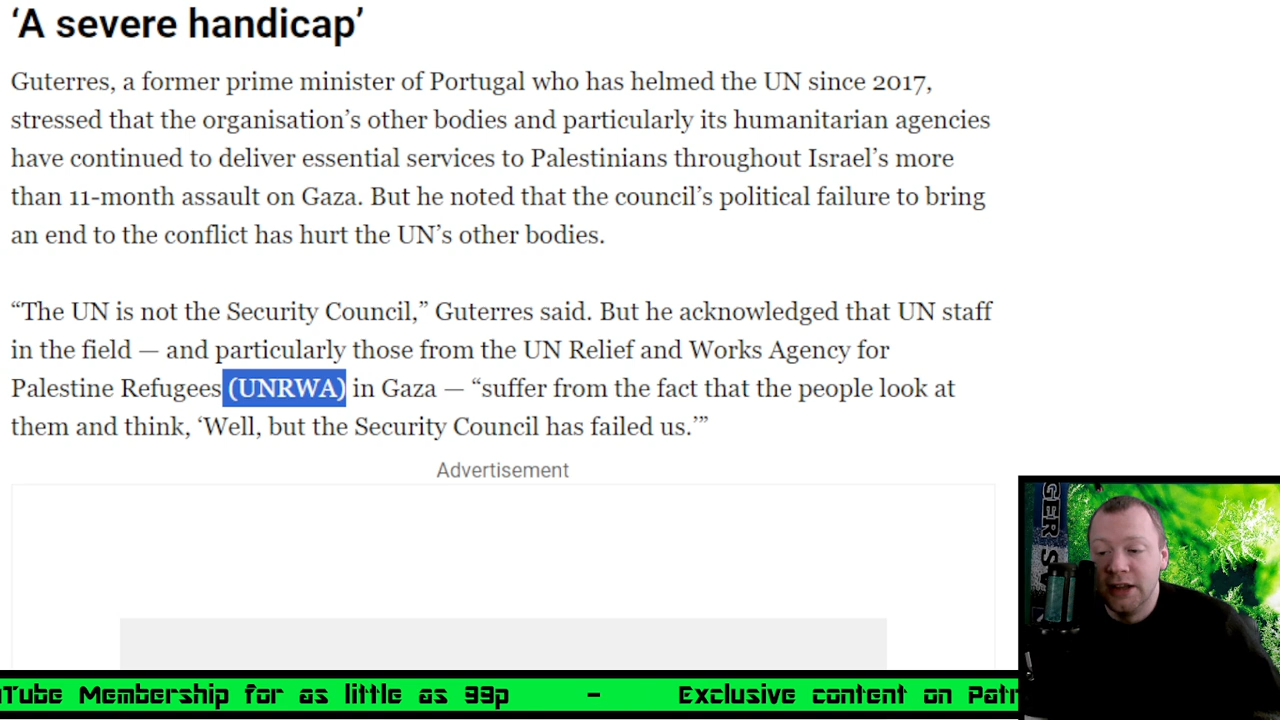 ‘A severe handicap’
Guterres, a former prime minister of Portugal who has helmed the UN since 2017,
stressed that the organisation’s other bodies and particularly its humanitarian agencies
have continued to deliver essential services to Palestinians throughout Israel’s more
than 11-month assault on Gaza. But he noted that the council’s political failure to bring
an end to the conflict has hurt the UN’s other bodies.
“The UN is not the Security Council,” Guterres said. But he acknowledged that UN staff
in the field — and particularly those from the UN Relief and Works Agency for
Palestine Refugees (UNRWA) in Gaza — “suffer from the fact that the people look at
them and think, ‘Well, but the Security Council has failed us.’”
Advertisement
Tube Membership for as little as 99p - Exclusive content on Patr